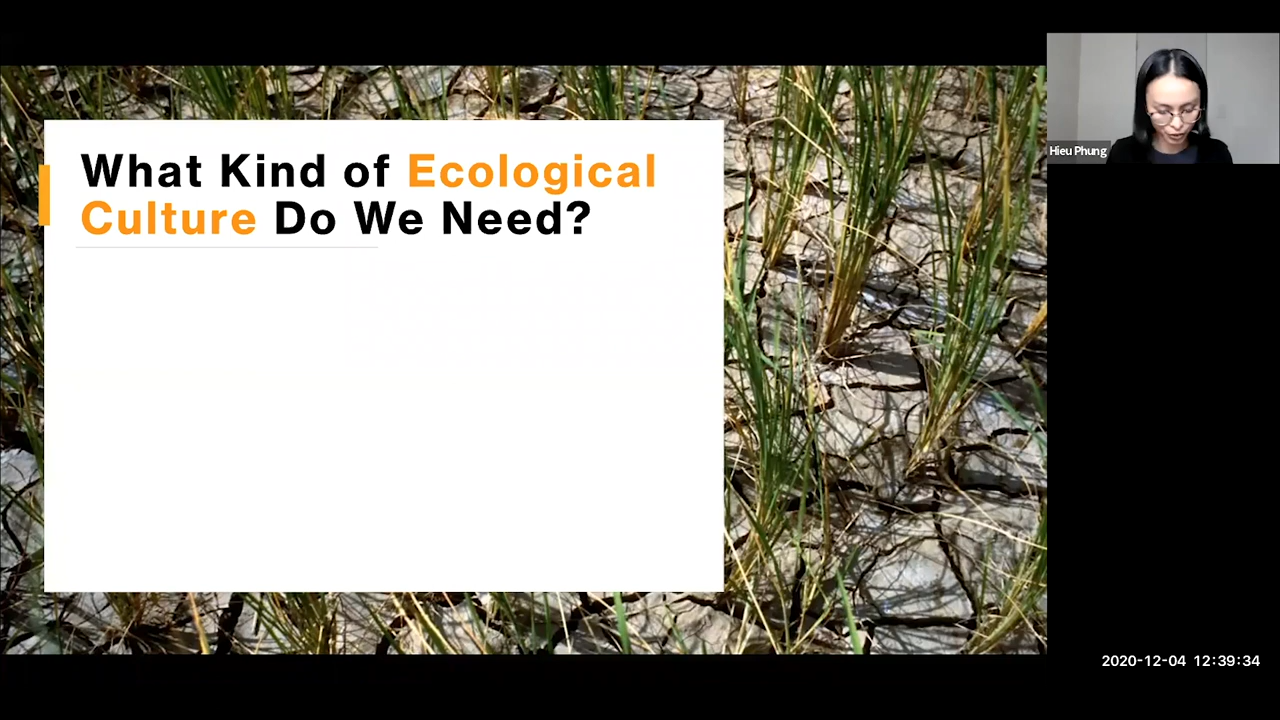 What Kind of Ecological
Culture Do We Need?
Hieu Phung
2020-12-04 12:39:34